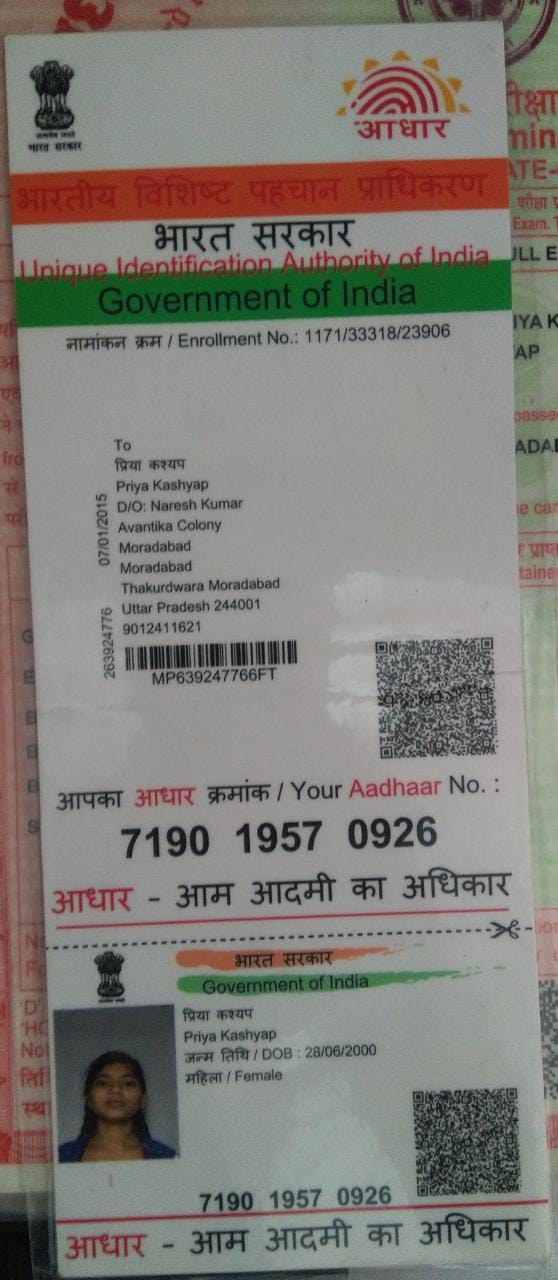 सत्यमेव जयते
भारत सरकार
आधार
भारतीय विशिष्ट पहचान प्राधिकरण
भारत सरकार
Unique Identification Authority of India
Government of India
नामांकन क्रम / Enrollment No.: 1171/33318/23906
To
प्रिया कश्यप
Priya Kashyap
D/O: Naresh Kumar
Avantika Colony
Moradabad
Moradabad
Thakurdwara Moradabad
Uttar Pradesh 244001
9012411621
07/01/2015
263924776
MP639247766FT
आपका आधार क्रमांक / Your Aadhaar No. :
7190 1957 0926
आधार - आम आदमी का अधिकार
भारत सरकार
Government of India
प्रिया कश्यप
Priya Kashyap
जन्म तिथि / DOB : 28/06/2000
महिला / Female
7190 1957 0926
आधार - आम आदमी का अधिकार